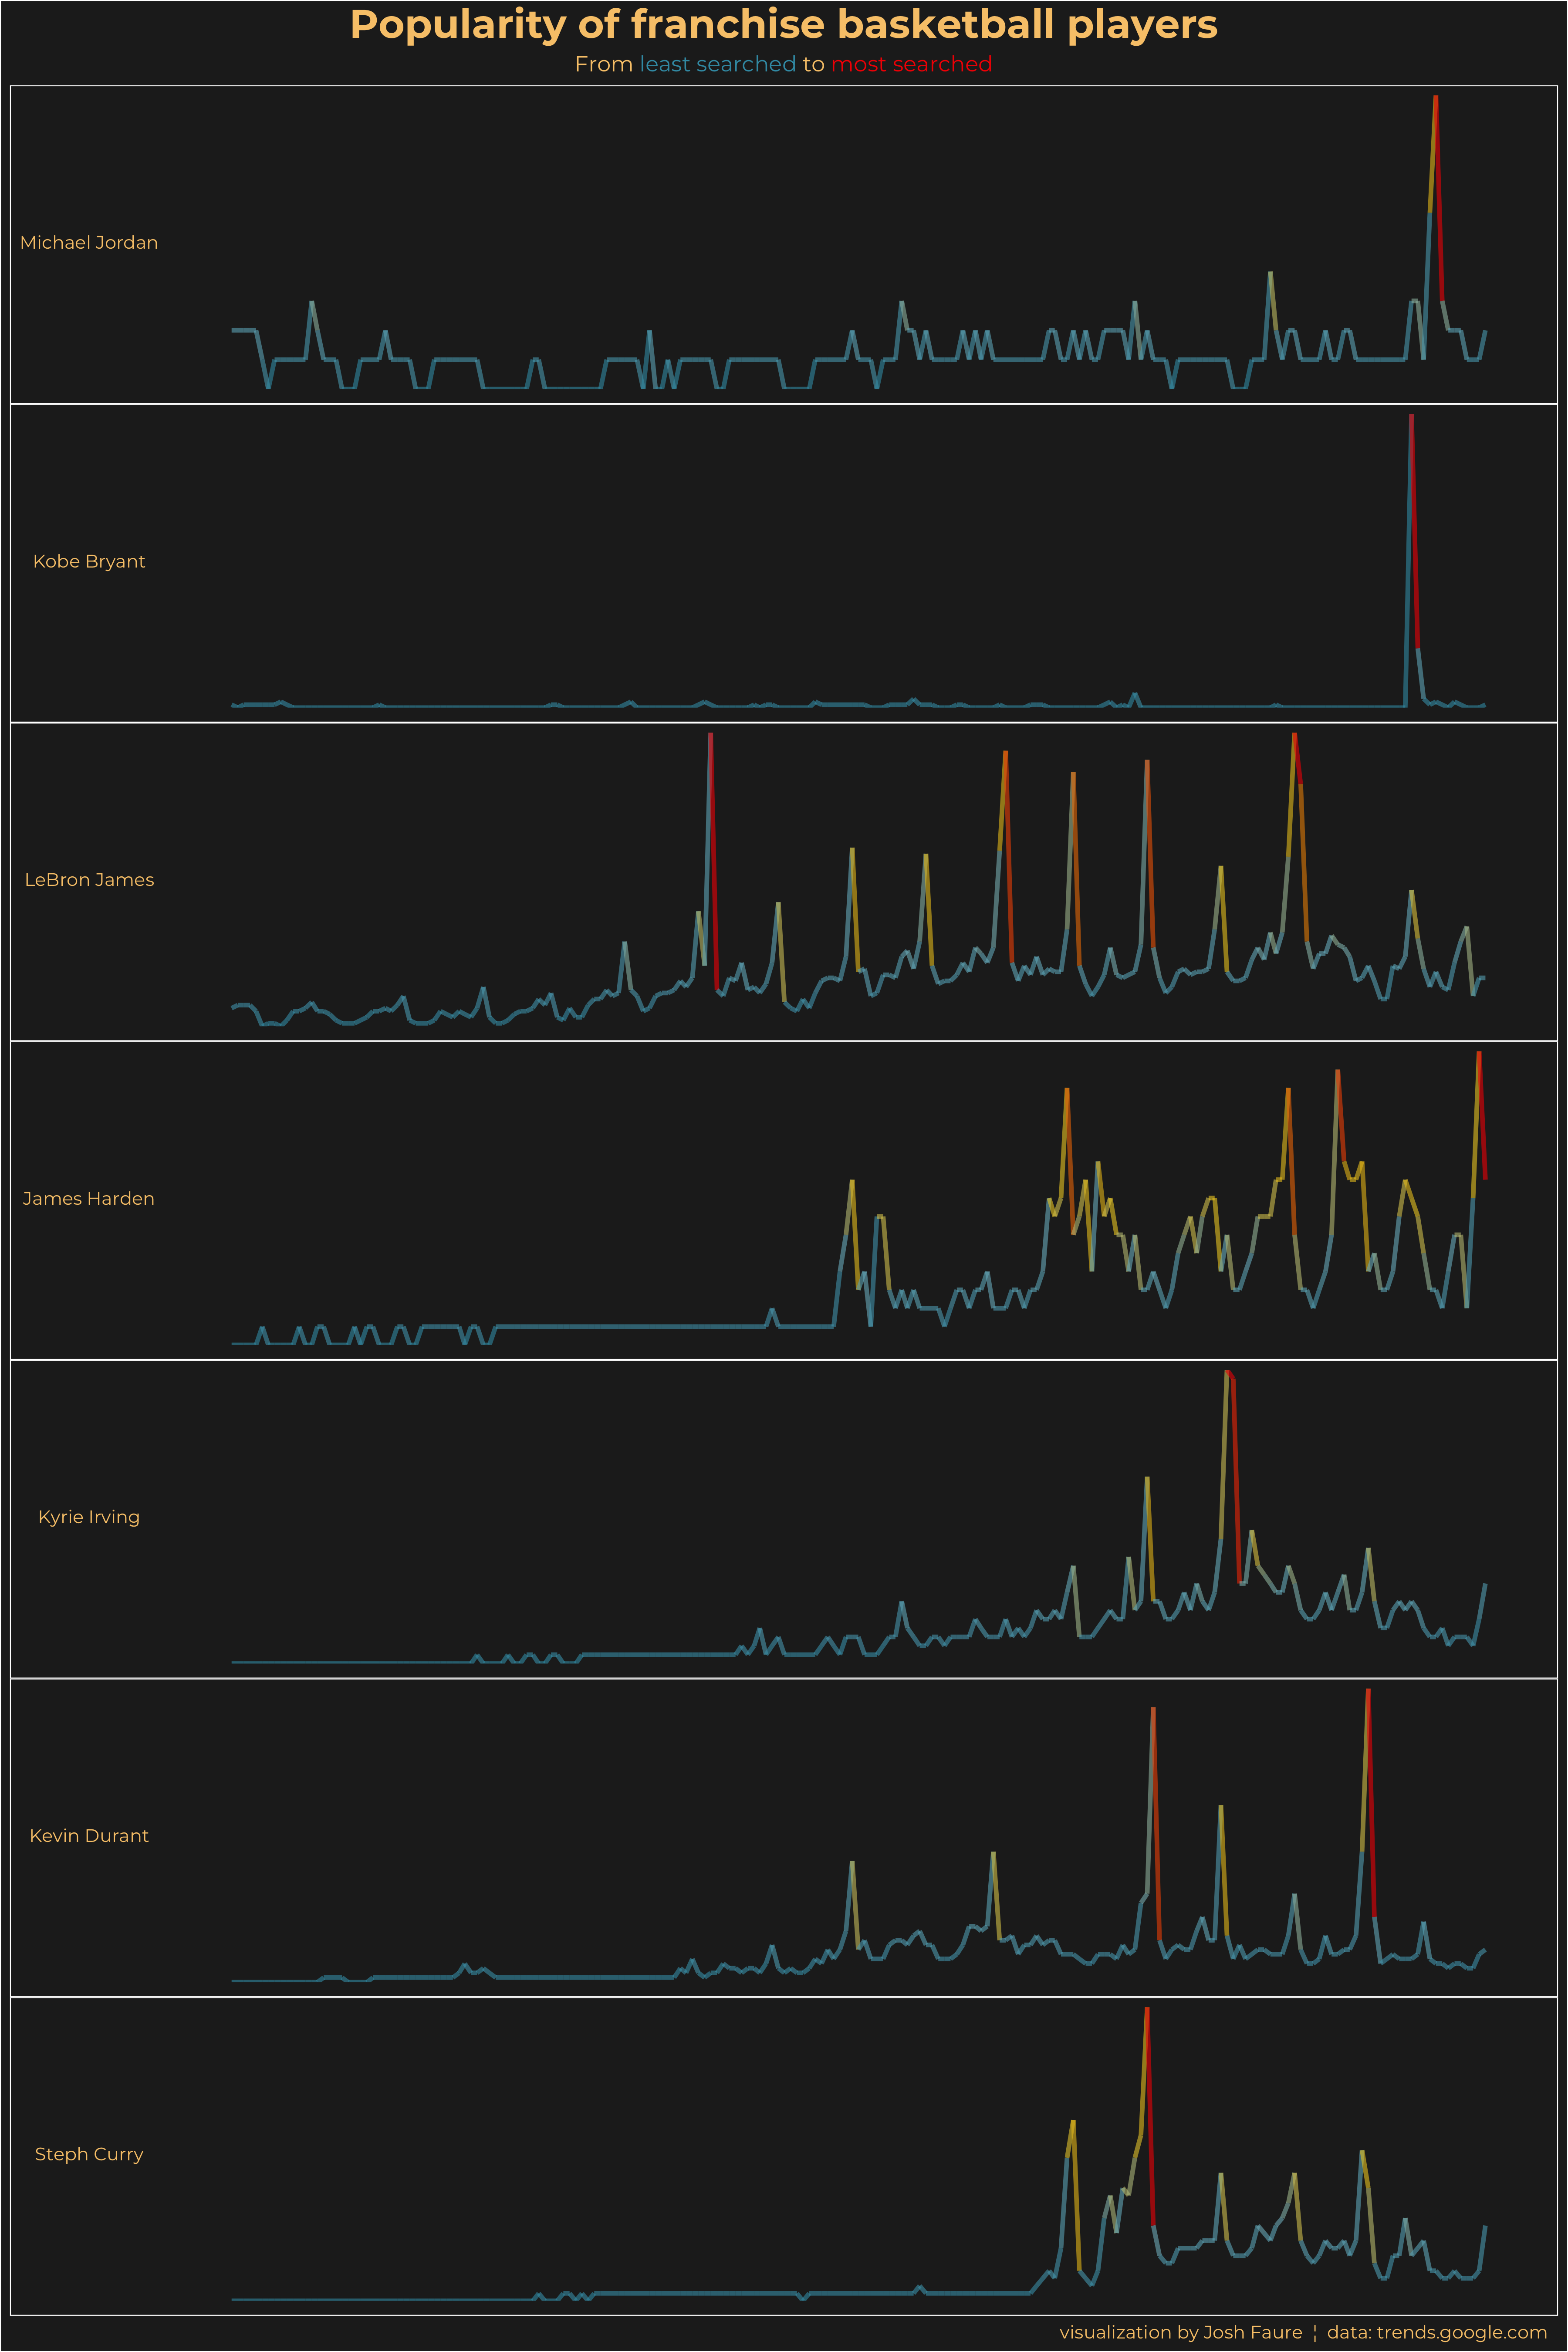 Popularity of franchise basketball players
From least searched to most searched
Michael Jordan
Kobe Bryant
LeBron James
James Harden
Kyrie Irving
Kevin Durant
Steph Curry
visualization by Josh Faure ¦ data: trends.google.com